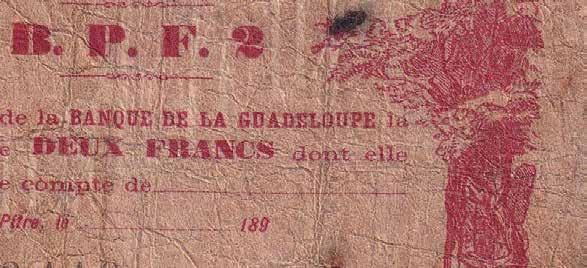 B. P. F. 2
de la BANQUE DE LA GUADELOUPE la
e DEUX FRANCS dont elle
e compte de
Pitre, le 189